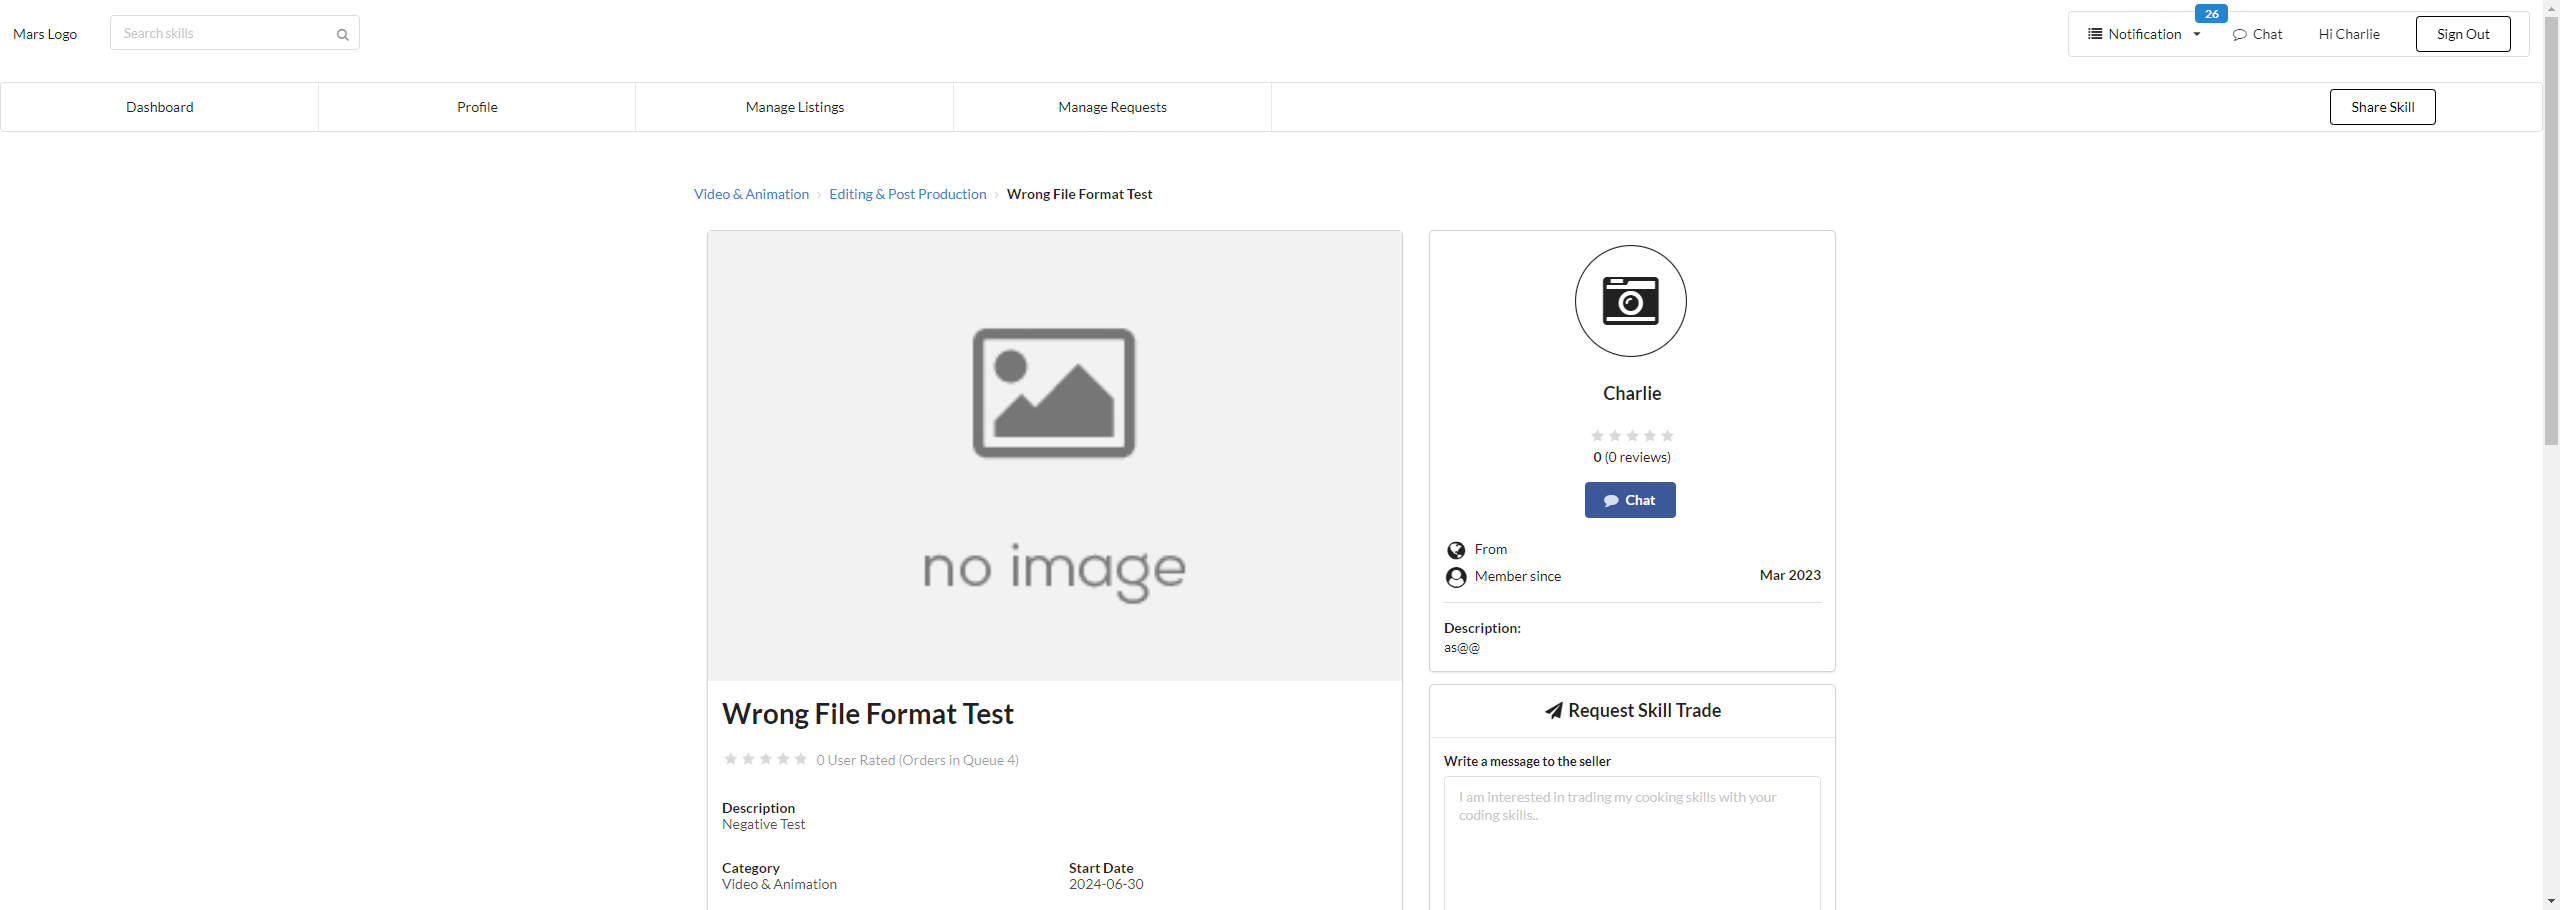 Mars Logo
Search skills
26
Notification
Chat
Hi Charlie
Sign Out
Dashboard
Profile
Manage Listings
Manage Requests
Share Skill
Video & Animation
Editing & Post Production
Wrong File Format Test
no image
Wrong File Format Test
0 User Rated (Orders in Queue 4)
Description
Negative Test
Category
Video & Animation
Start Date
2024-06-30
Charlie
0 (0 reviews)
Chat
From
Member since
Mar 2023
Description:
as@@
Request Skill Trade
Write a message to the seller
I am interested in trading my cooking skills with your
coding skills..